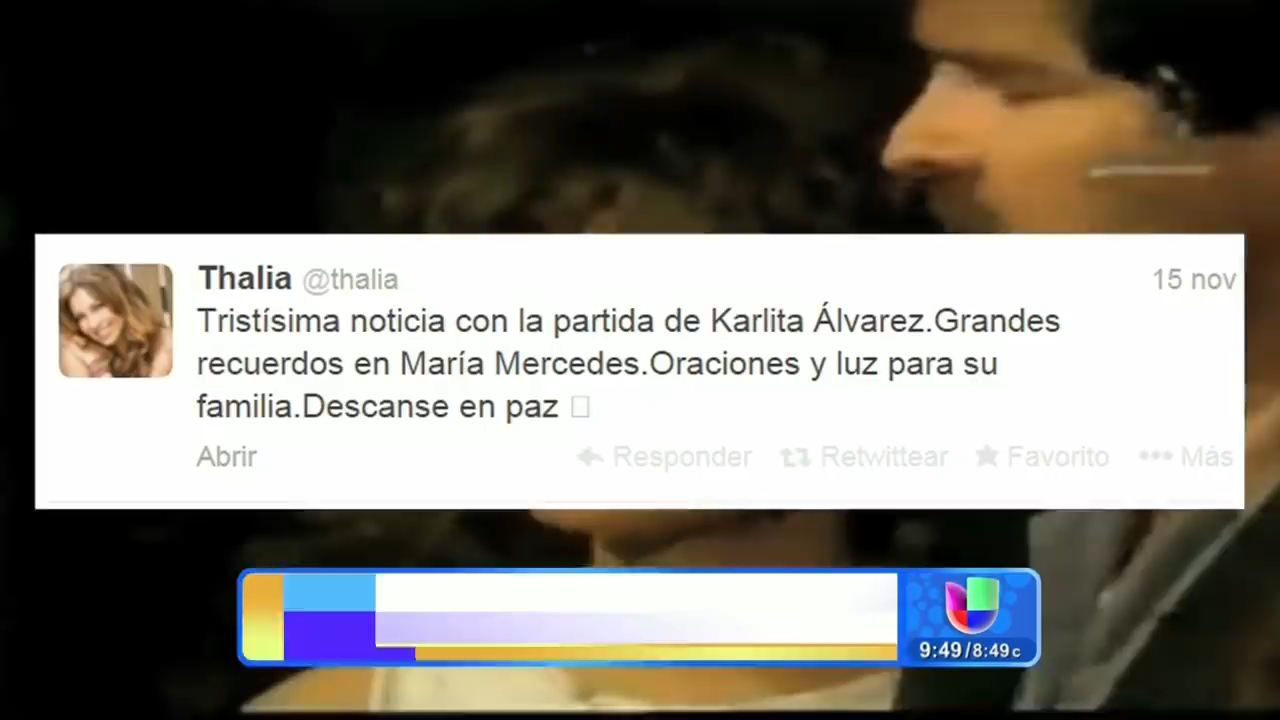 Thalia @thalia 15 nov
Tristísima noticia con la partida de Karlita Álvarez.Grandes
recuerdos en María Mercedes.Oraciones y luz para su
familia.Descanse en paz
Abrir Responder Retwittear Favorito Más
9:49/8:49c